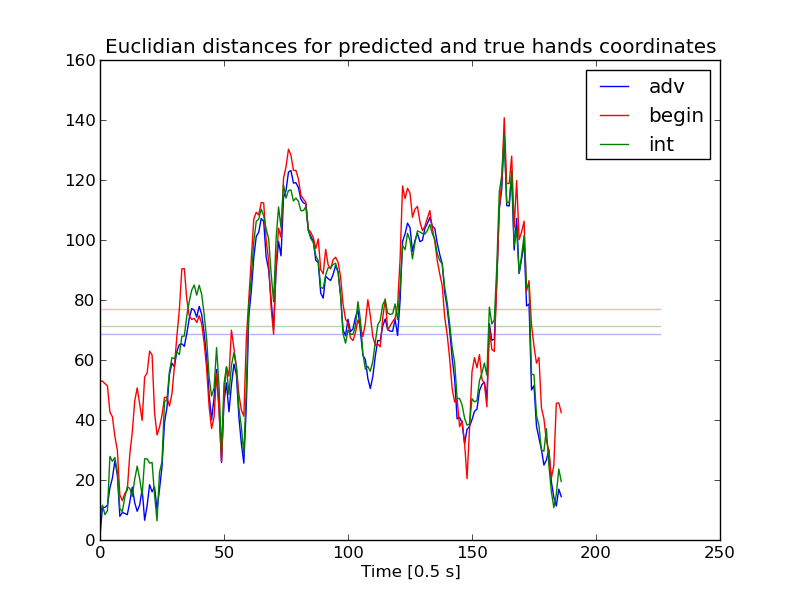 Euclidian distances for predicted and true hands coordinates
160
140
120
100
80
60
40
20
0
adv
begin
int
0 50 100 150 200 250
Time [0.5 s]